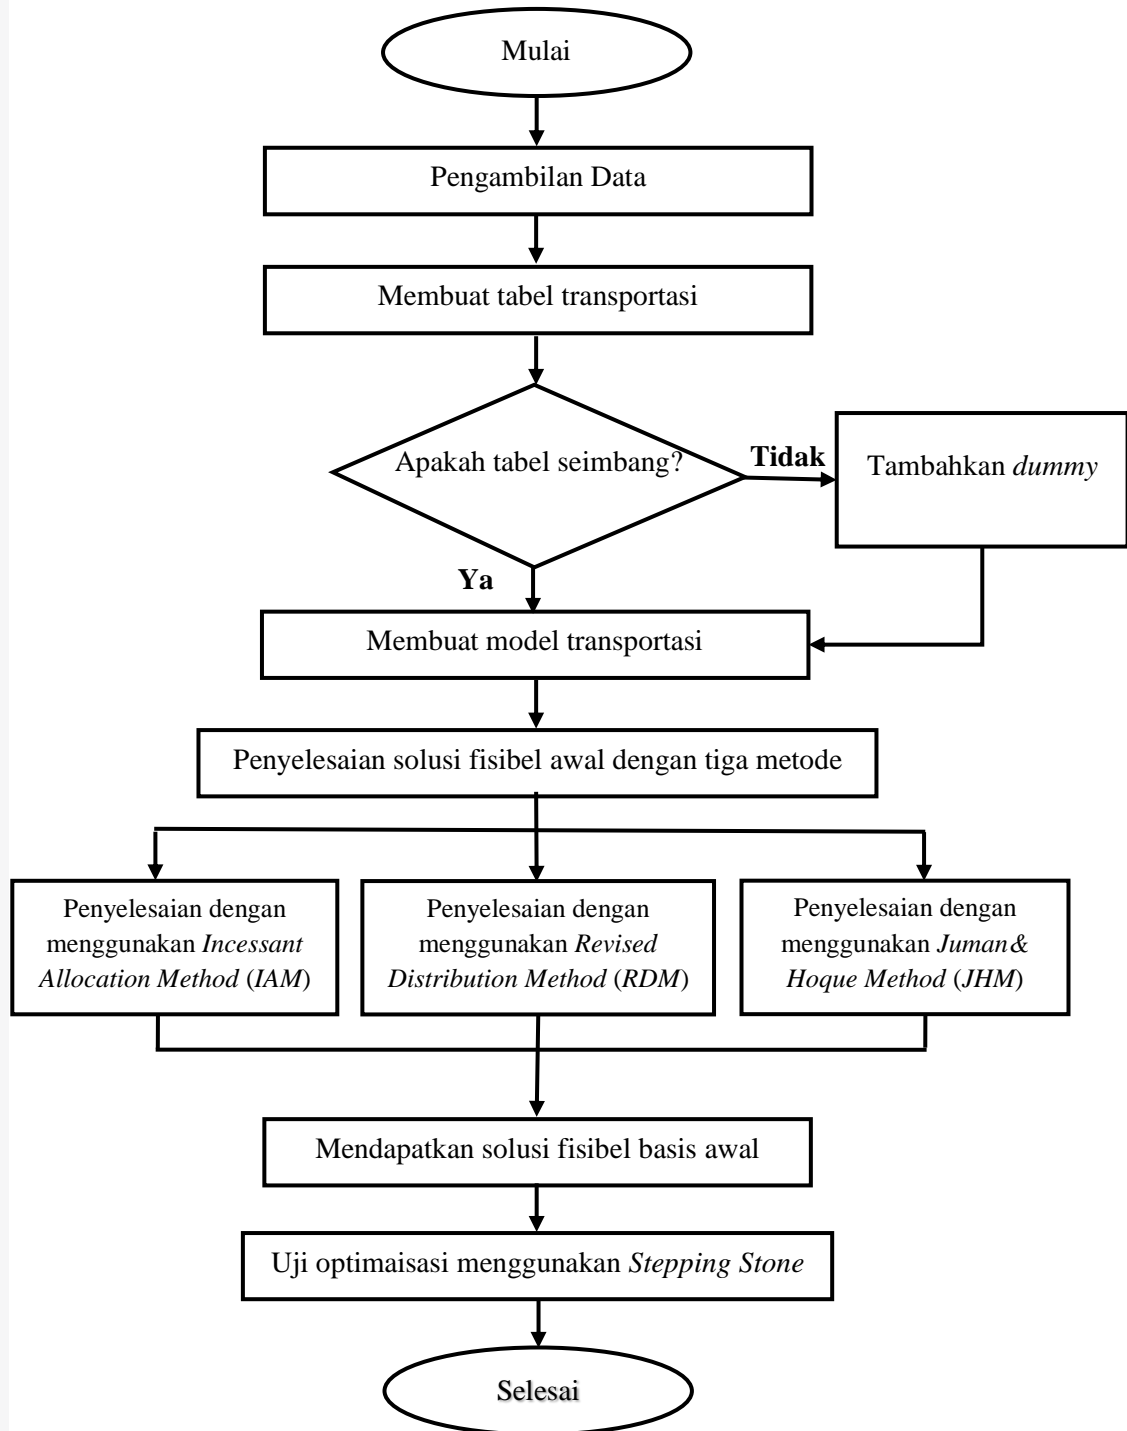 Mulai
Pengambilan Data
Membuat tabel transportasi
Apakah tabel seimbang?
Tidak
Tambahkan dummy
Ya
Membuat model transportasi
Penyelesaian solusi fisibel awal dengan tiga metode
Penyelesaian dengan
menggunakan Incessant
Allocation Method (IAM)
Penyelesaian dengan
menggunakan Revised
Distribution Method (RDM)
Penyelesaian dengan
menggunakan Juman&
Hoque Method (JHM)
Mendapatkan solusi fisibel basis awal
Uji optimaisasi menggunakan Stepping Stone
Selesai